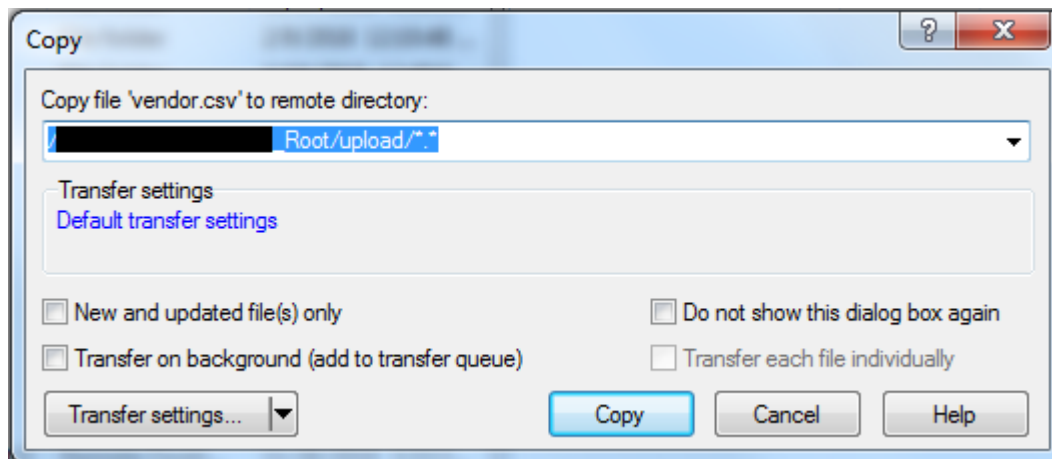 Copy
Copy file 'vendor.csv' to remote directory:
/ _Root/upload/*.*
Transfer settings
Default transfer settings
New and updated file(s) only
Do not show this dialog box again
Transfer on background (add to transfer queue)
Transfer each file individually
Transfer settings...
Copy
Cancel
Help